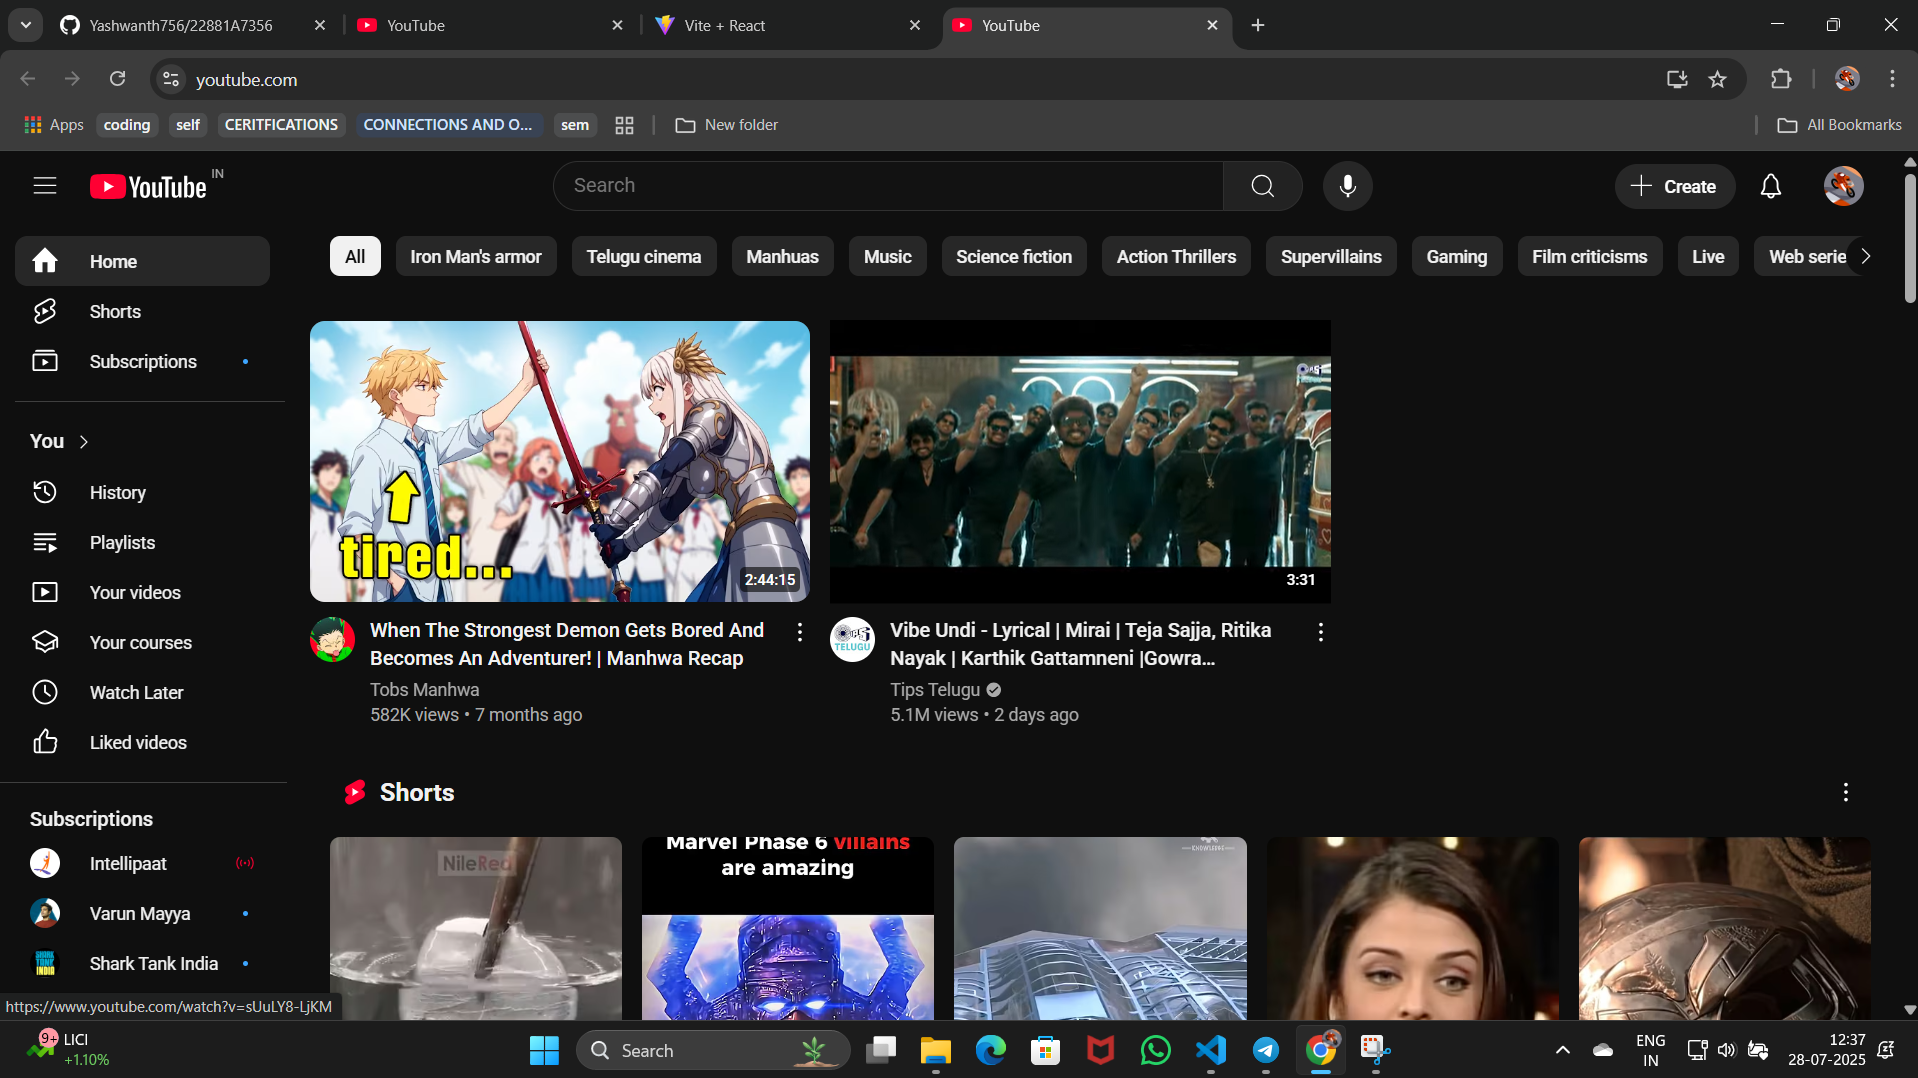 Yashwanth756/22881A7356
YouTube
Vite + React
YouTube
youtube.com
Apps
coding
self
CERITFICATIONS
CONNECTIONS AND O...
sem
New folder
All Bookmarks
YouTube IN
Search
Create
Home
Shorts
Subscriptions
You
History
Playlists
Your videos
Your courses
Watch Later
Liked videos
Subscriptions
Intellipaat
Varun Mayya
Shark Tank India
All
Iron Man's armor
Telugu cinema
Manhuas
Music
Science fiction
Action Thrillers
Supervillains
Gaming
Film criticisms
Live
Web serie
tired...
2:44:15
When The Strongest Demon Gets Bored And
Becomes An Adventurer! | Manhwa Recap
Tobs Manhwa
582K views • 7 months ago
3:31
TELUGU
Vibe Undi - Lyrical | Mirai | Teja Sajja, Ritika
Nayak | Karthik Gattamneni |Gowra...
Tips Telugu
5.1M views • 2 days ago
Shorts
NileRed
Marvel Phase 6 villains
are amazing
KNOWLEDGE
SHARK
TANK
INDIA
https://www.youtube.com/watch?v=sUuLY8-LjKM
9+
LICI
+1.10%
Search
ENG
IN
12:37
28-07-2025